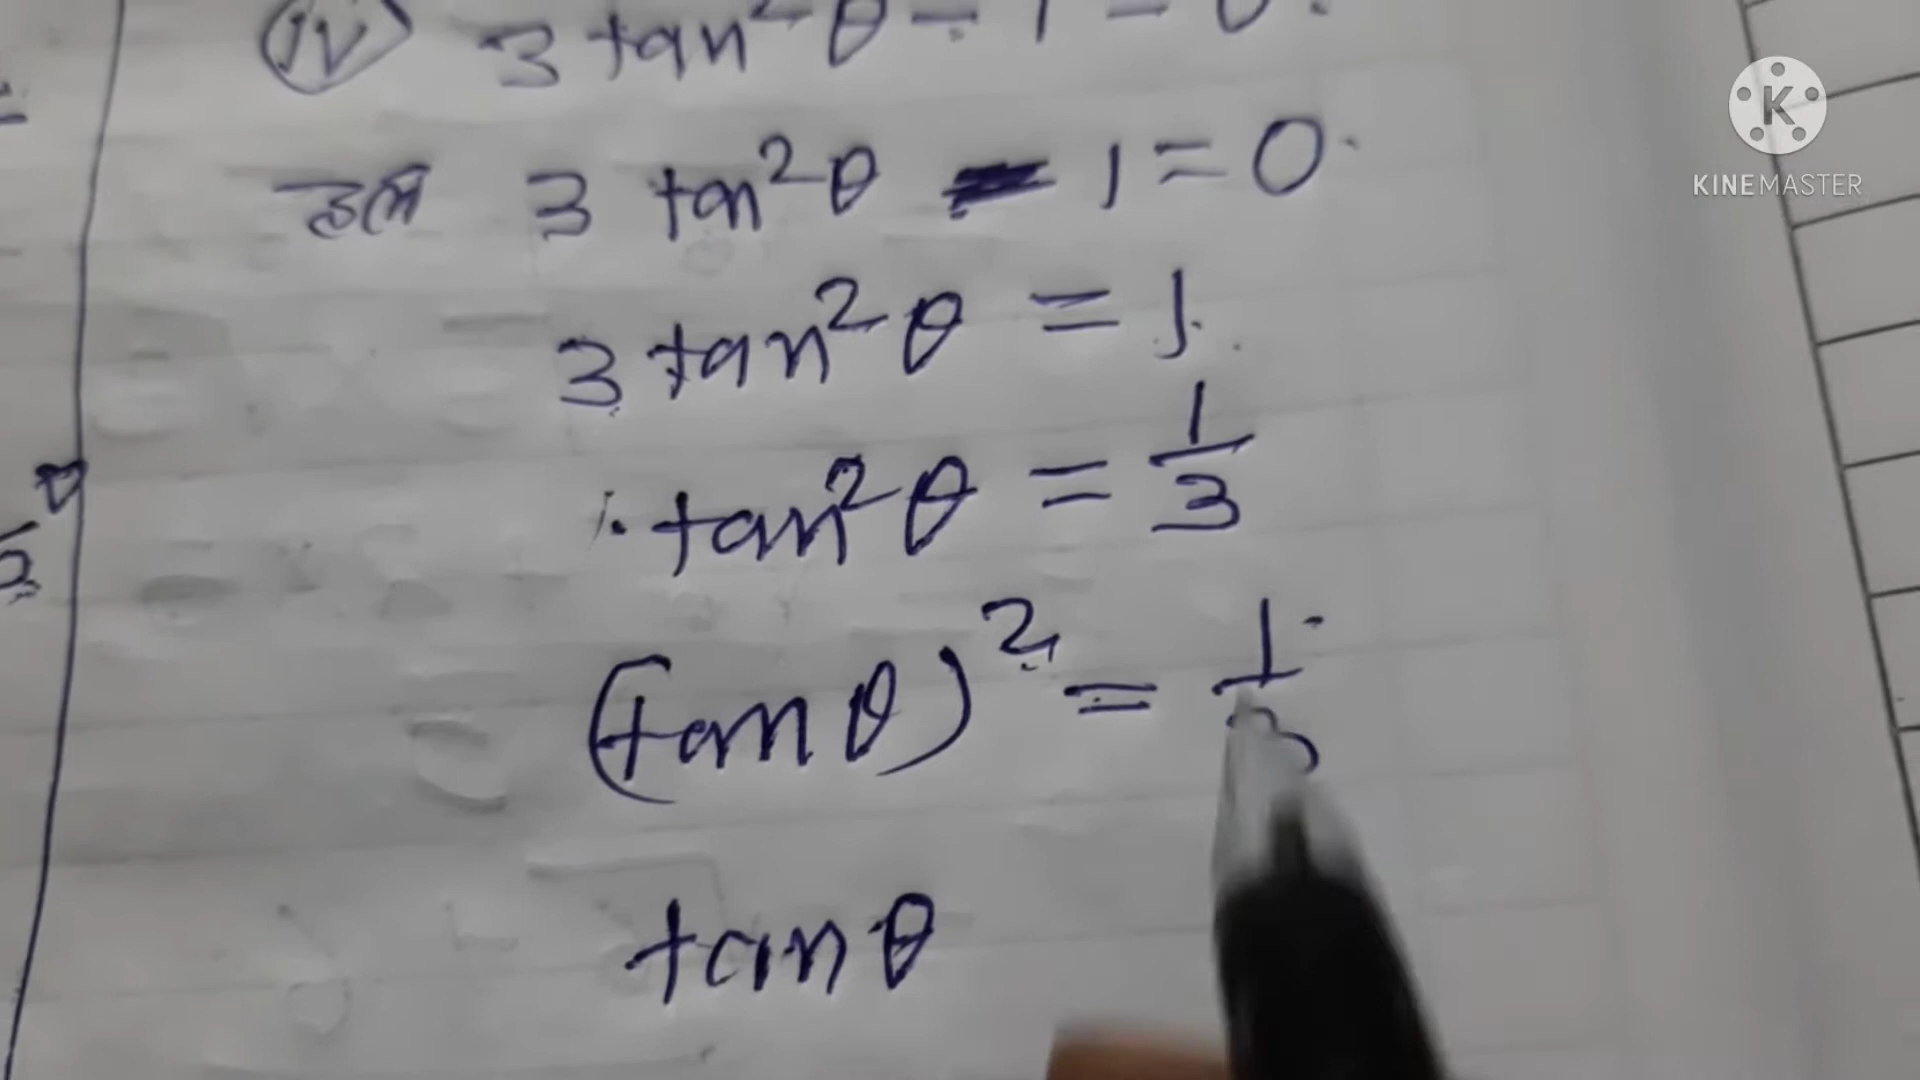 (iv) 3 tan²θ - 1 = 0.
हल 3 tan²θ - 1 = 0.
3 tan²θ = 1.
tan²θ = 1/3
(tan θ)² = 1/3
tan θ
KINEMASTER